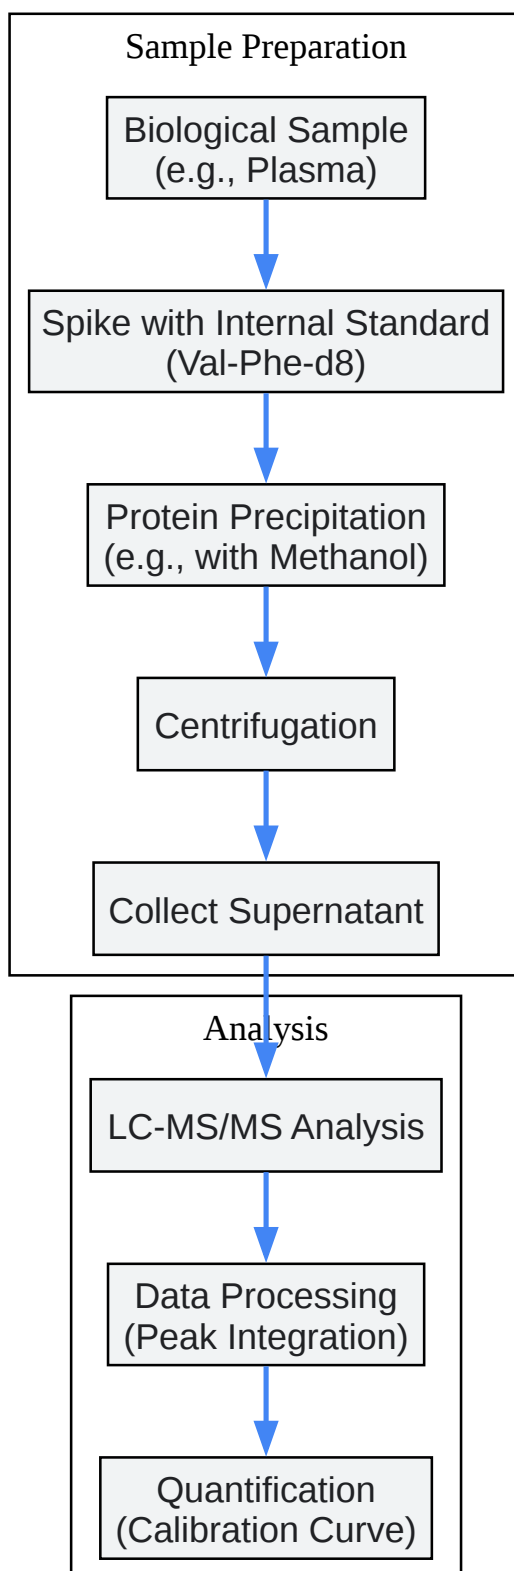 Sample Preparation
Biological Sample
(e.g., Plasma)
Spike with Internal Standard
(Val-Phe-d8)
Protein Precipitation
(e.g., with Methanol)
Centrifugation
Collect Supernatant
Analysis
LC-MS/MS Analysis
Data Processing
(Peak Integration)
Quantification
(Calibration Curve)